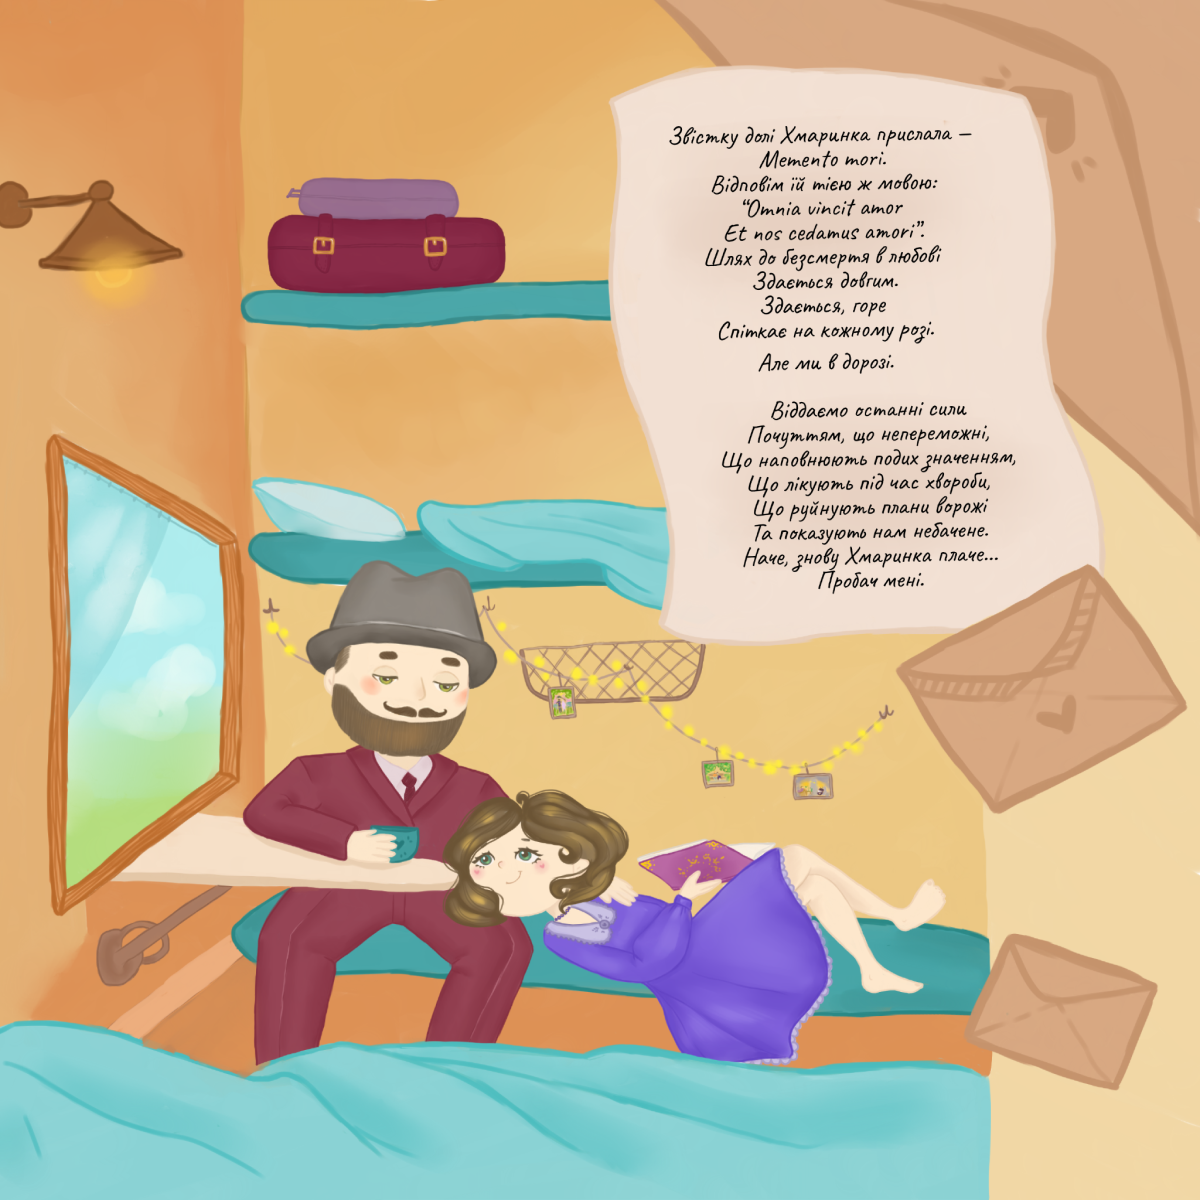 Звістку долі Хмаринка прислала –
Memento mori.
Відповім їй тією ж мовою:
“Omnia vincit amor
Et nos cedamus amori”.
Шлях до безсмертя в любові
Здається довгим.
Здається, горе
Спіткає на кожному розі.
Але ми в дорозі.
Віддаємо останні сили
Почуттям, що непереможні,
Що наповнюють подих значенням,
Що лікують під час хвороби,
Що руйнують плани ворожі
Та показують нам небачене.
Наче, знову Хмаринка плаче...
Пробач мені.